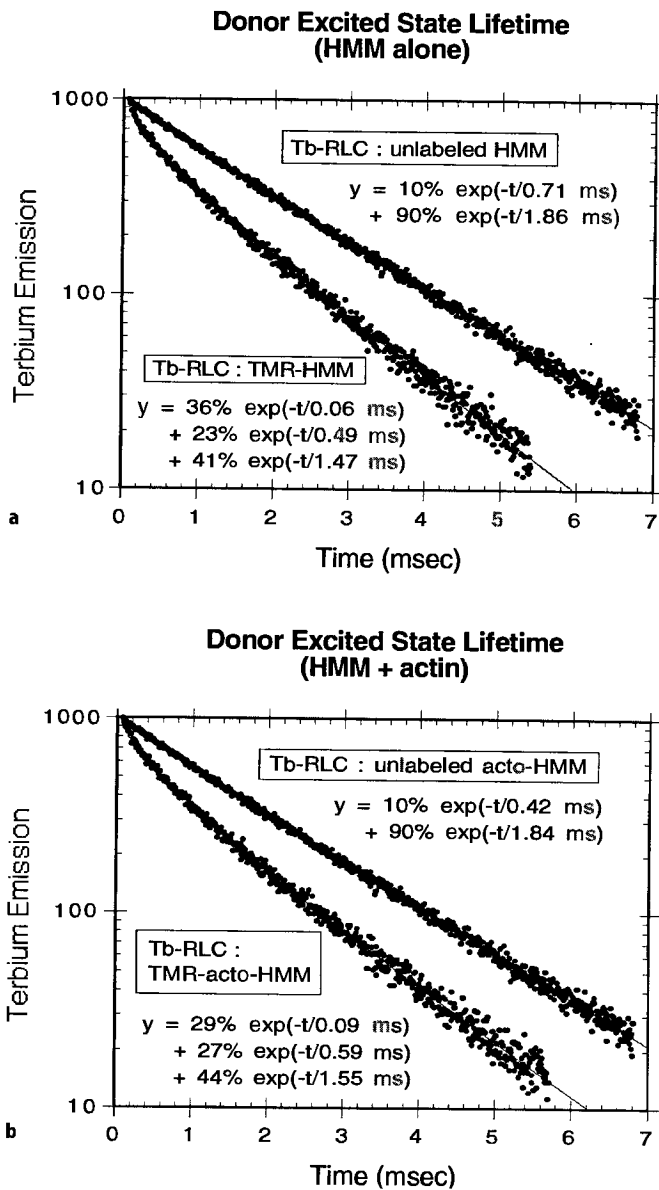 Donor Excited State Lifetime
(HMM alone)
1000
100
10
Terbium Emission
Tb-RLC : unlabeled HMM
y = 10% exp(-t/0.71 ms)
+ 90% exp(-t/1.86 ms)
Tb-RLC : TMR-HMM
y = 36% exp(-t/0.06 ms)
+ 23% exp(-t/0.49 ms)
+ 41% exp(-t/1.47 ms)
0 1 2 3 4 5 6 7
a
Time (msec)
Donor Excited State Lifetime
(HMM + actin)
1000
100
10
Terbium Emission
Tb-RLC : unlabeled acto-HMM
y = 10% exp(-t/0.42 ms)
+ 90% exp(-t/1.84 ms)
Tb-RLC :
TMR-acto-HMM
y = 29% exp(-t/0.09 ms)
+ 27% exp(-t/0.59 ms)
+ 44% exp(-t/1.55 ms)
0 1 2 3 4 5 6 7
b
Time (msec)